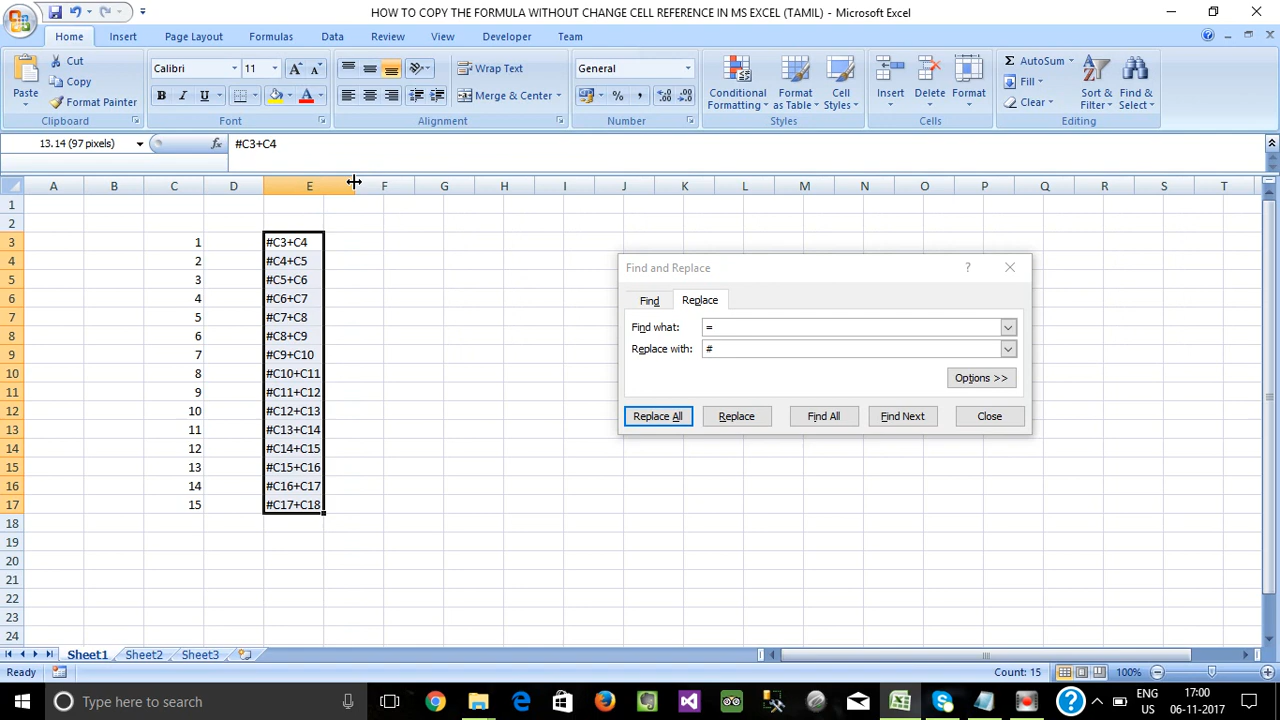 HOW TO COPY THE FORMULA WITHOUT CHANGE CELL REFERENCE IN MS EXCEL (TAMIL) - Microsoft Excel
Home Insert Page Layout Formulas Data Review View Developer Team
Paste Cut Copy Format Painter
Calibri 11
B I U
Wrap Text
Merge & Center
General
% ,
Conditional Formatting
Format as Table
Cell Styles
Insert Delete Format
Σ AutoSum
Fill
Clear
Sort & Filter
Find & Select
Clipboard Font Alignment Number Styles Cells Editing
13.14 (97 pixels) fx #C3+C4
A B C D E F G H I J K L M N O P Q R S T
1
2
3 1 #C3+C4
4 2 #C4+C5
5 3 #C5+C6
6 4 #C6+C7
7 5 #C7+C8
8 6 #C8+C9
9 7 #C9+C10
10 8 #C10+C11
11 9 #C11+C12
12 10 #C12+C13
13 11 #C13+C14
14 12 #C14+C15
15 13 #C15+C16
16 14 #C16+C17
17 15 #C17+C18
18
19
20
21
22
23
24
Find and Replace ?
Find Replace
Find what: =
Replace with: #
Options >>
Replace All Replace Find All Find Next Close
Sheet1 Sheet2 Sheet3
Ready Count: 15 100%
Type here to search
ENG 17:00
IN 06-11-2017